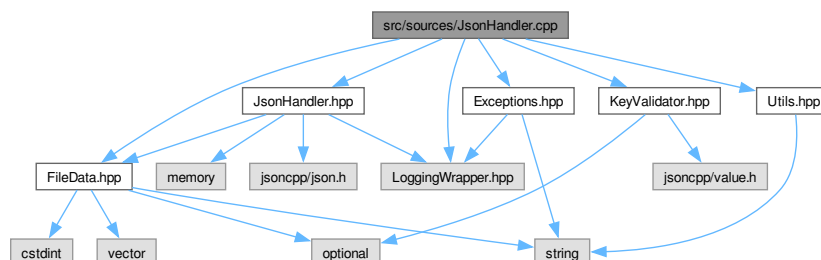 src/sources/JsonHandler.cpp
JsonHandler.hpp
Exceptions.hpp
KeyValidator.hpp
Utils.hpp
FileData.hpp
memory
jsoncpp/json.h
LoggingWrapper.hpp
jsoncpp/value.h
cstdint
vector
optional
string